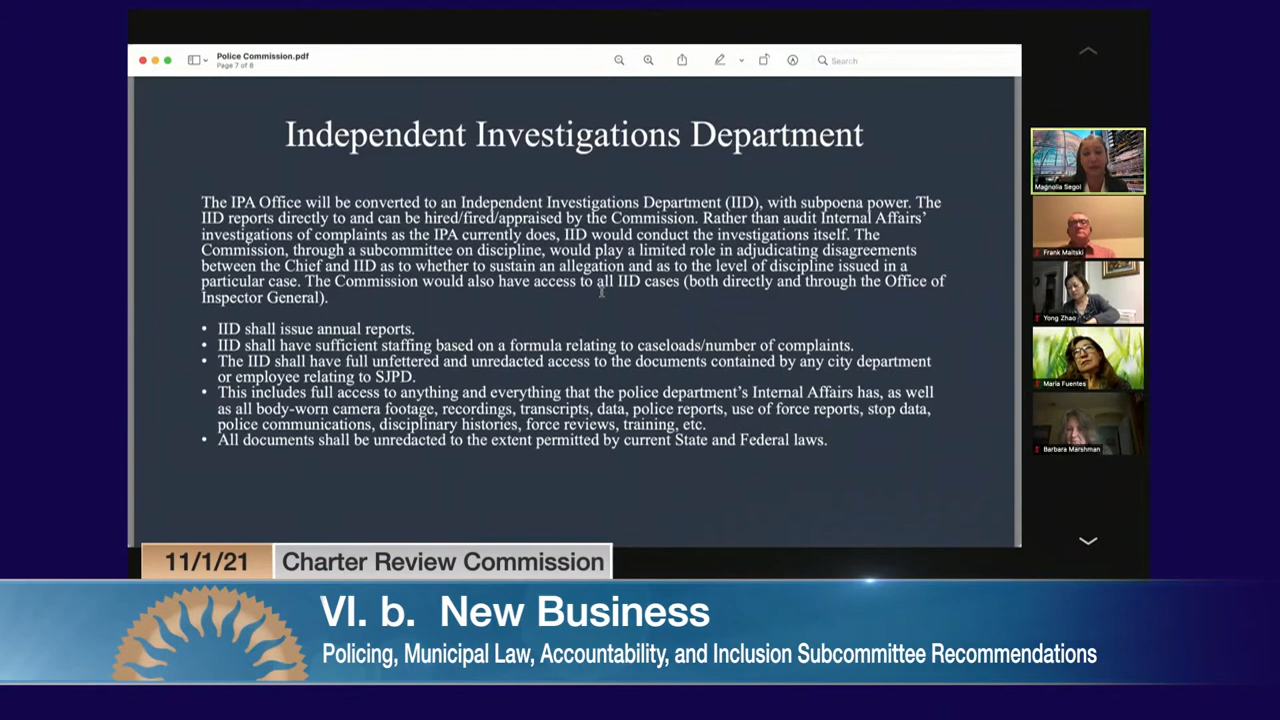 Police Commission.pdf
Page 7 of 8
Search
Independent Investigations Department
The IPA Office will be converted to an Independent Investigations Department (IID), with subpoena power. The
IID reports directly to and can be hired/fired/appraised by the Commission. Rather than audit Internal Affairs'
investigations of complaints as the IPA currently does, IID would conduct the investigations itself. The
Commission, through a subcommittee on discipline, would play a limited role in adjudicating disagreements
between the Chief and IID as to whether to sustain an allegation and as to the level of discipline issued in a
particular case. The Commission would also have access to all IID cases (both directly and through the Office of
Inspector General).
• IID shall issue annual reports.
• IID shall have sufficient staffing based on a formula relating to caseloads/number of complaints.
• The IID shall have full unfettered and unredacted access to the documents contained by any city department
or employee relating to SJPD.
• This includes full access to anything and everything that the police department's Internal Affairs has, as well
as all body-worn camera footage, recordings, transcripts, data, police reports, use of force reports, stop data,
police communications, disciplinary histories, force reviews, training, etc.
• All documents shall be unredacted to the extent permitted by current State and Federal laws.
Magnolia Segol
Frank Maitski
Yong Zhao
Maria Fuentes
Barbara Marshman
11/1/21
Charter Review Commission
VI. b. New Business
Policing, Municipal Law, Accountability, and Inclusion Subcommittee Recommendations